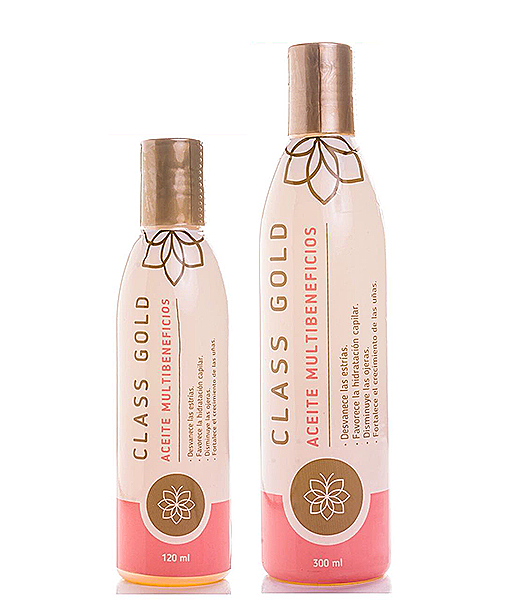 CLASS GOLD
ACEITE MULTIBENEFICIOS
· Desvanece las estrías.
· Favorece la hidratación capilar.
· Disminuye las ojeras.
· Fortalece el crecimiento de las uñas.
120 ml
CLASS GOLD
ACEITE MULTIBENEFICIOS
· Desvanece las estrías.
· Favorece la hidratación capilar.
· Disminuye las ojeras.
· Fortalece el crecimiento de las uñas.
300 ml